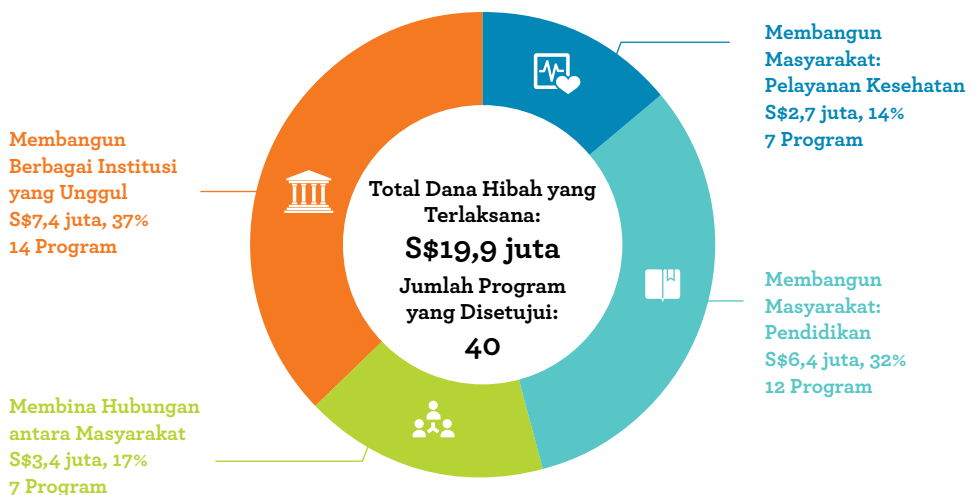 Membangun
Masyarakat:
Pelayanan Kesehatan
S$2,7 juta, 14%
7 Program
Membangun
Berbagai Institusi
yang Unggul
S$7,4 juta, 37%
14 Program
Total Dana Hibah yang
Terlaksana:
S$19,9 juta
Jumlah Program
yang Disetujui:
40
Membangun
Masyarakat:
Pendidikan
S$6,4 juta, 32%
12 Program
Membina Hubungan
antara Masyarakat
S$3,4 juta, 17%
7 Program